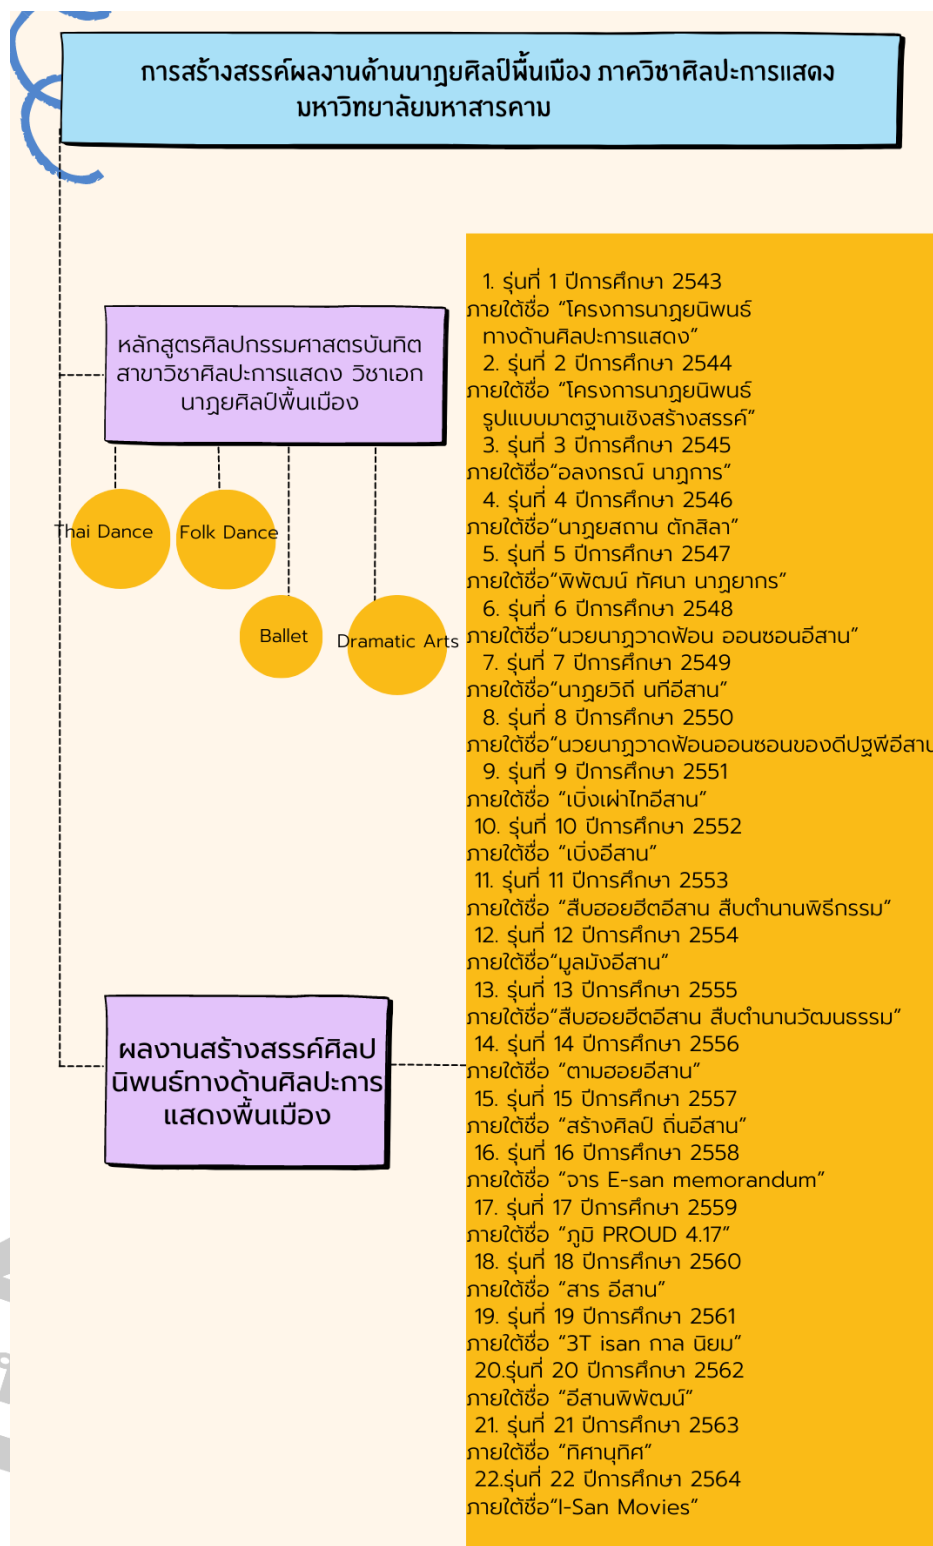 การสร้างสรรค์ผลงานด้านนาฏยศิลป์พื้นเมือง ภาควิชาศิลปะการแสดง
มหาวิทยาลัยมหาสารคาม
หลักสูตรศิลปกรรมศาสตรบันทิต
สาขาวิชาศิลปะการแสดง วิชาเอก
นาฏยศิลป์พื้นเมือง
Thai Dance
Folk Dance
Ballet
Dramatic Arts
ผลงานสร้างสรรค์ศิลป
นิพนธ์ทางด้านศิลปะการ
แสดงพื้นเมือง
1. รุ่นที่ 1 ปีการศึกษา 2543
ภายใต้ชื่อ “โครงการนาฏยนิพนธ์
ทางด้านศิลปะการแสดง”
2. รุ่นที่ 2 ปีการศึกษา 2544
ภายใต้ชื่อ “โครงการนาฏยนิพนธ์
รูปแบบมาตฐานเชิงสร้างสรรค์”
3. รุ่นที่ 3 ปีการศึกษา 2545
ภายใต้ชื่อ“อลงกรณ์ นาฏการ”
4. รุ่นที่ 4 ปีการศึกษา 2546
ภายใต้ชื่อ“นาฏยสถาน ตักสิลา”
5. รุ่นที่ 5 ปีการศึกษา 2547
ภายใต้ชื่อ“พิพัฒน์ ทัศนา นาฏยากร”
6. รุ่นที่ 6 ปีการศึกษา 2548
ภายใต้ชื่อ“นวยนาฏวาดฟ้อน ออนซอนอีสาน”
7. รุ่นที่ 7 ปีการศึกษา 2549
ภายใต้ชื่อ“นาฏยวิถี นทีอีสาน”
8. รุ่นที่ 8 ปีการศึกษา 2550
ภายใต้ชื่อ“นวยนาฏวาดฟ้อนออนซอนของดีปฐพีอีสาน
9. รุ่นที่ 9 ปีการศึกษา 2551
ภายใต้ชื่อ “เบิ่งเผ่าไทอีสาน”
10. รุ่นที่ 10 ปีการศึกษา 2552
ภายใต้ชื่อ “เบิ่งอีสาน”
11. รุ่นที่ 11 ปีการศึกษา 2553
ภายใต้ชื่อ “สืบฮอยฮีตอีสาน สืบตำนานพิธีกรรม”
12. รุ่นที่ 12 ปีการศึกษา 2554
ภายใต้ชื่อ“มูลมังอีสาน”
13. รุ่นที่ 13 ปีการศึกษา 2555
ภายใต้ชื่อ“สืบฮอยฮีตอีสาน สืบตำนานวัฒนธรรม”
14. รุ่นที่ 14 ปีการศึกษา 2556
ภายใต้ชื่อ “ตามฮอยอีสาน”
15. รุ่นที่ 15 ปีการศึกษา 2557
ภายใต้ชื่อ “สร้างศิลป์ ถิ่นอีสาน”
16. รุ่นที่ 16 ปีการศึกษา 2558
ภายใต้ชื่อ “จาร E-san memorandum”
17. รุ่นที่ 17 ปีการศึกษา 2559
ภายใต้ชื่อ “ภูมิ PROUD 4.17”
18. รุ่นที่ 18 ปีการศึกษา 2560
ภายใต้ชื่อ “สาร อีสาน”
19. รุ่นที่ 19 ปีการศึกษา 2561
ภายใต้ชื่อ “3T isan กาล นิยม”
20.รุ่นที่ 20 ปีการศึกษา 2562
ภายใต้ชื่อ “อีสานพิพัฒน์”
21. รุ่นที่ 21 ปีการศึกษา 2563
ภายใต้ชื่อ “ทิศานุทิศ”
22.รุ่นที่ 22 ปีการศึกษา 2564
ภายใต้ชื่อ“I-San Movies”